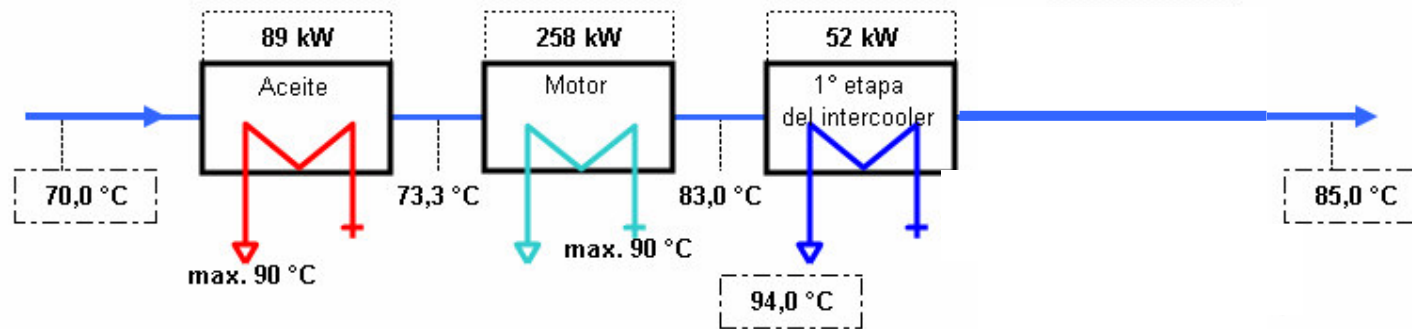 89 kW
258 kW
52 kW
Aceite
Motor
1° etapa
del intercooler
70,0 °C
73,3 °C
83,0 °C
85,0 °C
max. 90 °C
max. 90 °C
94,0 °C